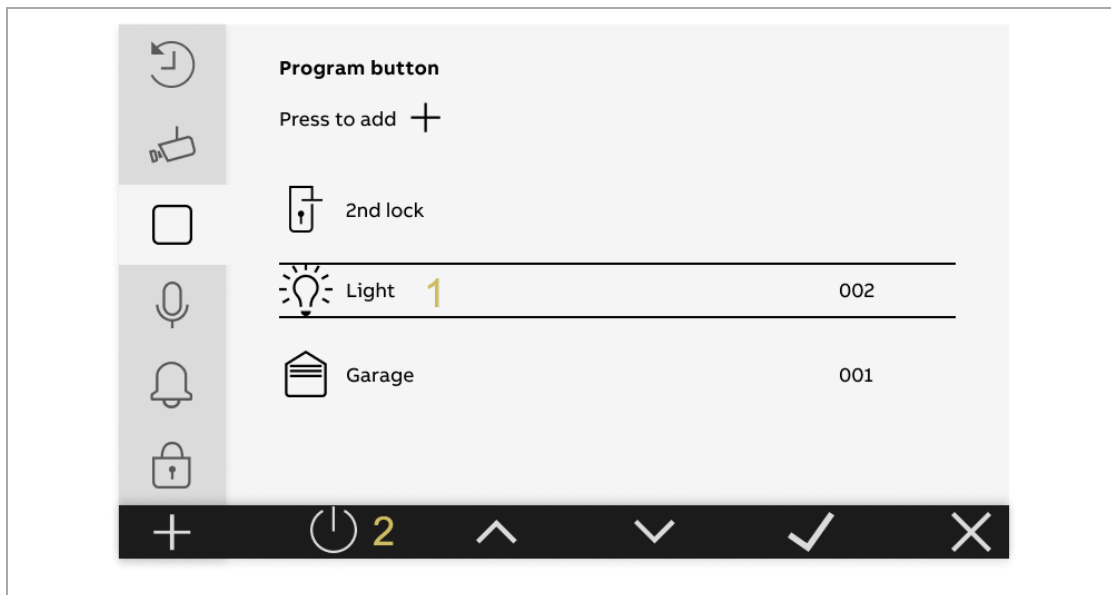 Program button
Press to add
2nd lock
Light 1 002
Garage 001
2